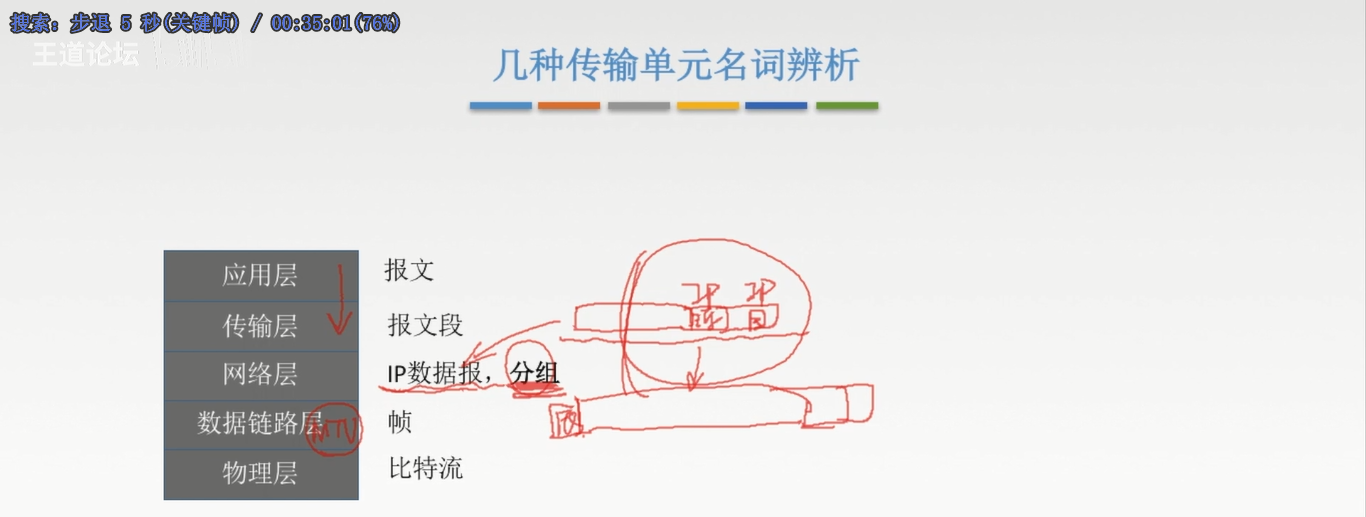 搜索: 步退 5 秒(关键帧) / 00:35:01(76%)
王道论坛
几种传输单元名词辨析
应用层 报文
传输层 报文段
IP IP
网络层 IP数据报，分组
数据链路层 帧
MTU
物理层 比特流